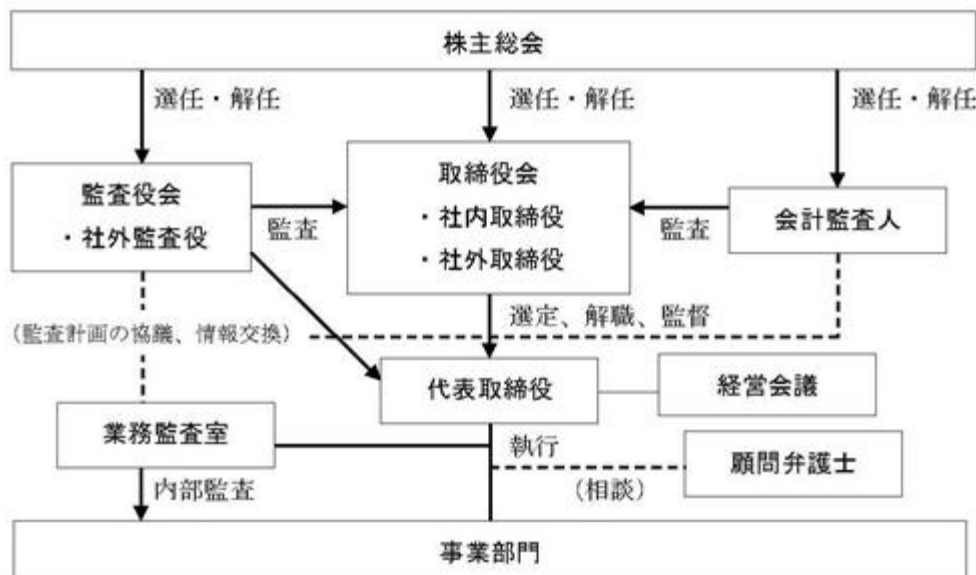 株主総会
選任・解任
選任・解任
選任・解任
監査役会
・社外監査役
監査
取締役会
・社内取締役
・社外取締役
監査
会計監査人
選定、解職、監督
(監査計画の協議、情報交換)
代表取締役
経営会議
業務監査室
執行
顧問弁護士
(相談)
内部監査
事業部門